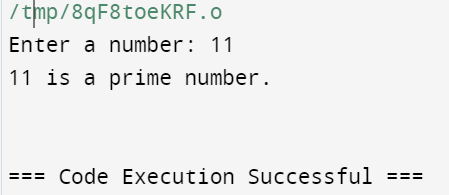 /tmp/8qF8toeKRF.o
Enter a number: 11
11 is a prime number.
=== Code Execution Successful ===